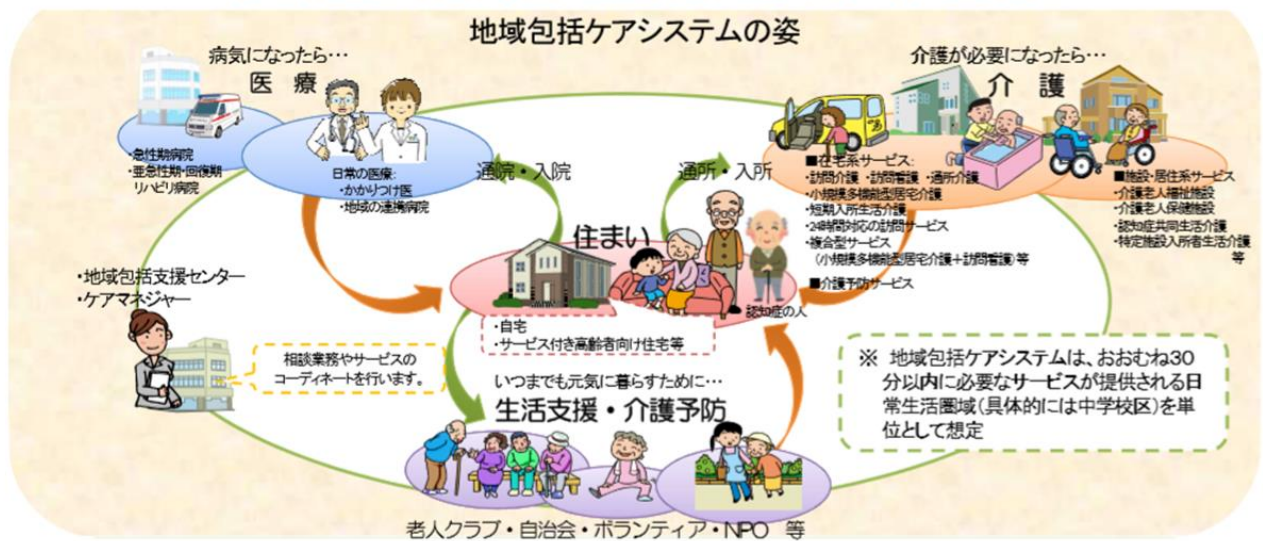 地域包括ケアシステムの姿
病気になったら…
医 療
・急性期病院
・亜急性期・回復期
リハビリ病院
日常の医療:
・かかりつけ医
・地域の連携病院
通院・入院
通所・入所
介護が必要になったら…
介 護
■在宅系サービス:
・訪問介護 ・訪問看護 ・通所介護
・小規模多機能型居宅介護
・短期入所生活介護
・24時間対応の訪問サービス
・複合型サービス
（小規模多機能型居宅介護+訪問看護）等
■介護予防サービス
■施設・居住系サービス
・介護老人福祉施設
・介護老人保健施設
・認知症共同生活介護
・特定施設入所者生活介護
等
住まい
認知症の人
・自宅
・サービス付き高齢者向け住宅等
・地域包括支援センター
・ケアマネジャー
相談業務やサービスの
コーディネートを行います。
いつまでも元気に暮らすために…
生活支援・介護予防
老人クラブ・自治会・ボランティア・NPO 等
※ 地域包括ケアシステムは、おおむね30
分以内に必要なサービスが提供される日
常生活圏域（具体的には中学校区）を単
位として想定